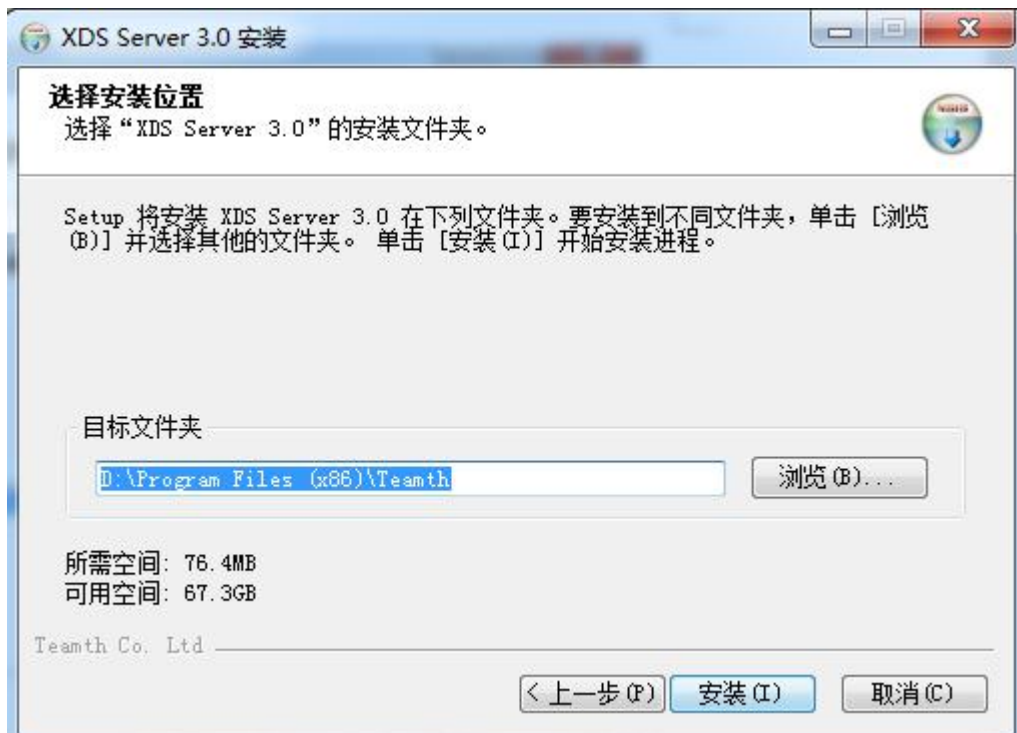 XDS Server 3.0 安装
选择安装位置
选择“XDS Server 3.0”的安装文件夹。
Setup 将安装 XDS Server 3.0 在下列文件夹。要安装到不同文件夹，单击 [浏览
(B)] 并选择其他的文件夹。 单击 [安装(I)] 开始安装进程。
目标文件夹
D:\Program Files (x86)\Teamth
浏览(B)...
所需空间: 76.4MB
可用空间: 67.3GB
Teamth Co. Ltd
< 上一步(P)
安装(I)
取消(C)